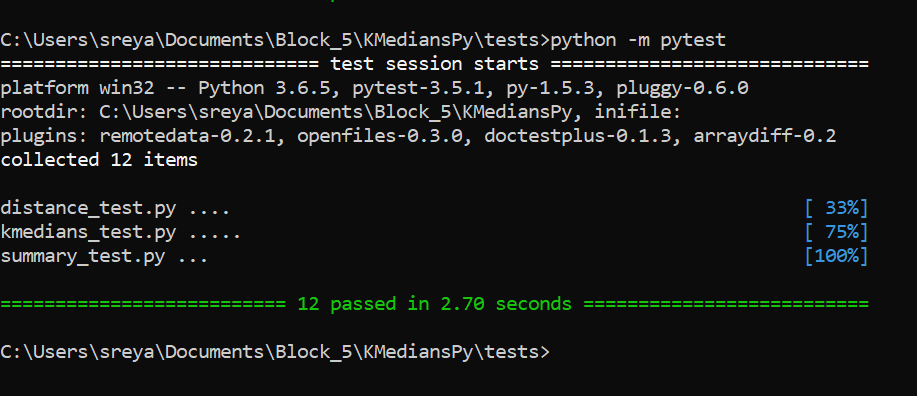 C:\Users\sreya\Documents\Block_5\KMediansPy\tests>python -m pytest
============================= test session starts =============================
platform win32 -- Python 3.6.5, pytest-3.5.1, py-1.5.3, pluggy-0.6.0
rootdir: C:\Users\sreya\Documents\Block_5\KMediansPy, inifile:
plugins: remotedata-0.2.1, openfiles-0.3.0, doctestplus-0.1.3, arraydiff-0.2
collected 12 items
distance_test.py .... [ 33%]
kmedians_test.py ..... [ 75%]
summary_test.py ... [100%]
========================== 12 passed in 2.70 seconds ==========================
C:\Users\sreya\Documents\Block_5\KMediansPy\tests>